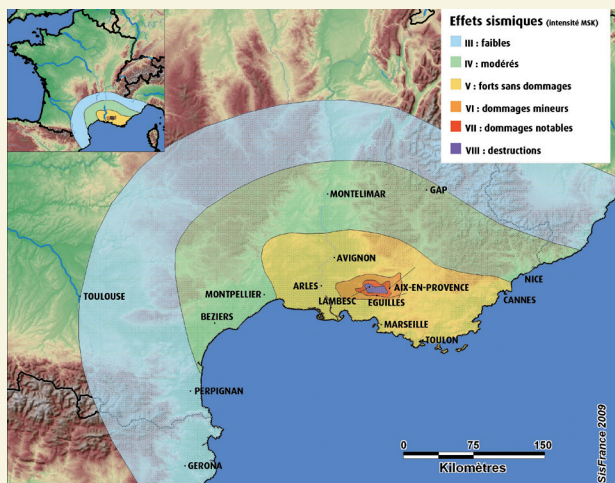 Effets sismiques (intensité MSK)
III : faibles
IV : modérés
V : forts sans dommages
VI : dommages mineurs
VII : dommages notables
VIII : destructions
MONTELIMAR
GAP
AVIGNON
NICE
TOULOUSE
MONTPELLIER
ARLES
AIX-EN-PROVENCE
LAMBESC
EGUILLES
CANNES
BEZIERS
MARSEILLE
TOULON
PERPIGNAN
GERONA
0 75 150
Kilomètres
SisFrance 2009